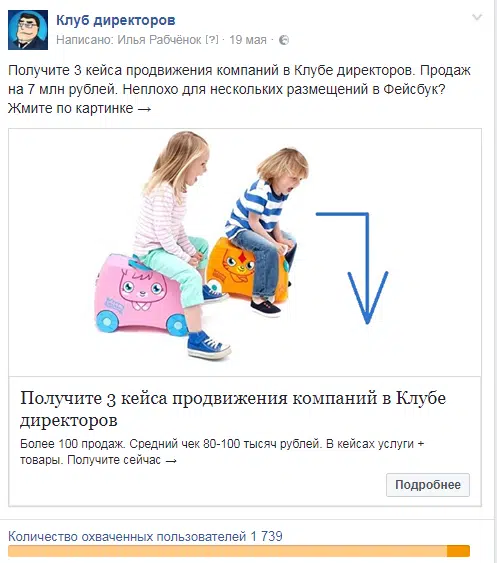 Клуб директоров
Написано: Илья Рабчёнок [?] · 19 мая ·
Получите 3 кейса продвижения компаний в Клубе директоров. Продаж
на 7 млн рублей. Неплохо для нескольких размещений в Фейсбук?
Жмите по картинке →
Получите 3 кейса продвижения компаний в Клубе
директоров
Более 100 продаж. Средний чек 80-100 тысяч рублей. В кейсах услуги +
товары. Получите сейчас →
Подробнее
Количество охваченных пользователей 1 739